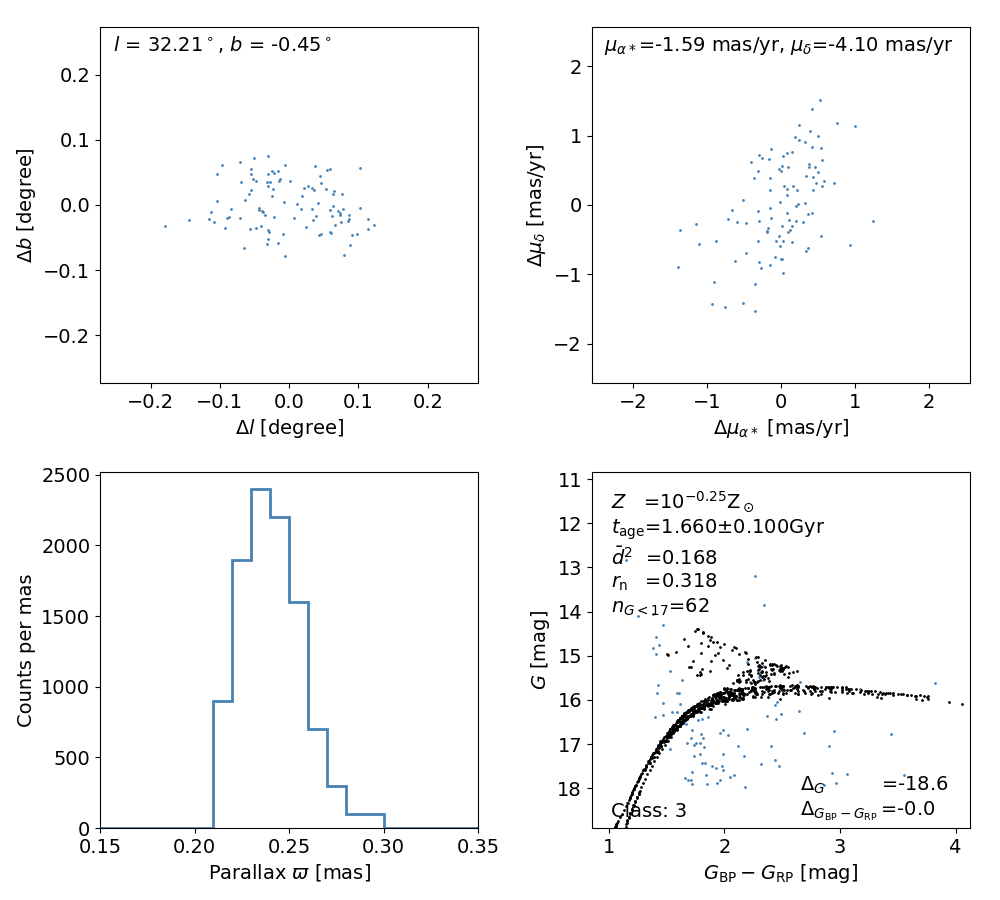 l = 32.21°, b = -0.45°
0.2
0.1
0.0
−0.1
−0.2
Δb [degree]
−0.2 −0.1 0.0 0.1 0.2
Δl [degree]
μα*=-1.59 mas/yr, μδ=-4.10 mas/yr
2
1
0
−1
−2
Δμδ [mas/yr]
−2 −1 0 1 2
Δμα* [mas/yr]
2500
2000
1500
1000
500
0
Counts per mas
0.15 0.20 0.25 0.30 0.35
Parallax ϖ [mas]
11
12
13
14
15
16
17
18
G [mag]
Z =10^−0.25Z⊙
tage=1.660±0.100Gyr
d̄² =0.168
rn =0.318
nG<17=62
ΔG =-18.6
ΔGBP−GRP=-0.0
Class: 3
1 2 3 4
GBP − GRP [mag]